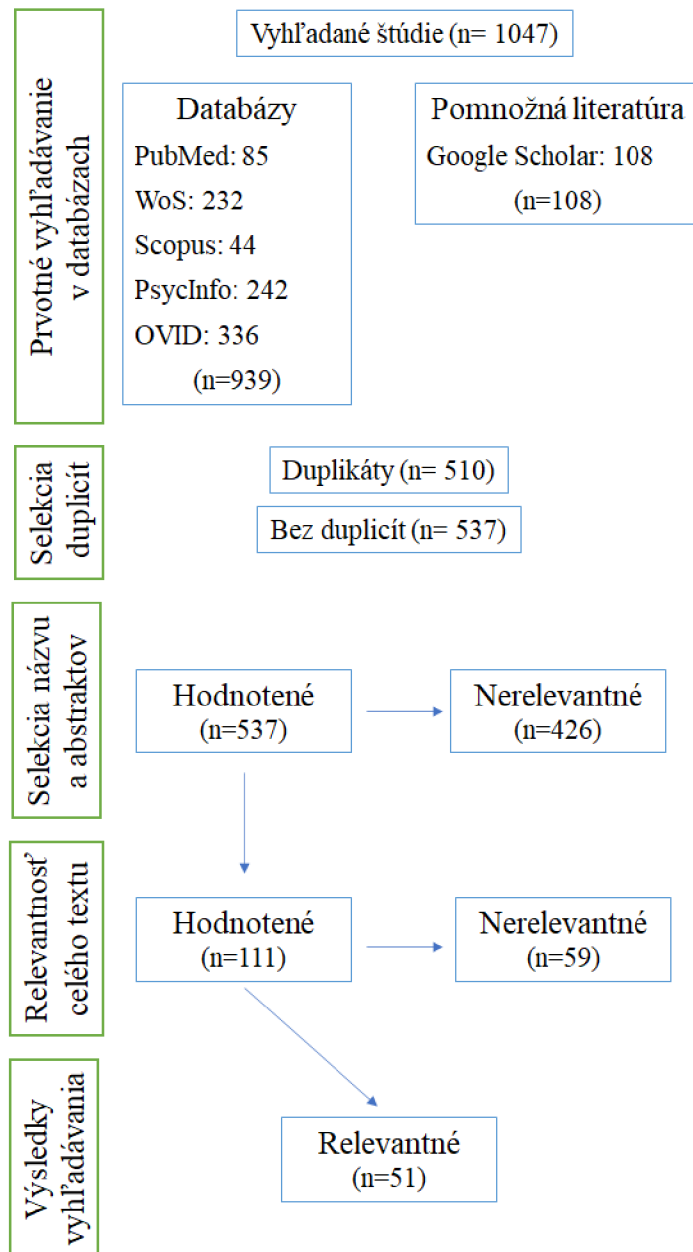 Vyhľadané štúdie (n= 1047)
Prvotné vyhľadávanie
v databázach
Databázy
PubMed: 85
WoS: 232
Scopus: 44
PsycInfo: 242
OVID: 336
(n=939)
Pomnožná literatúra
Google Scholar: 108
(n=108)
Selekcia
duplicít
Duplikáty (n= 510)
Bez duplicít (n= 537)
Selekcia názvu
a abstraktov
Hodnotené
(n=537)
Nerelevantné
(n=426)
Relevantnosť
celého textu
Hodnotené
(n=111)
Nerelevantné
(n=59)
Výsledky
vyhľadávania
Relevantné
(n=51)